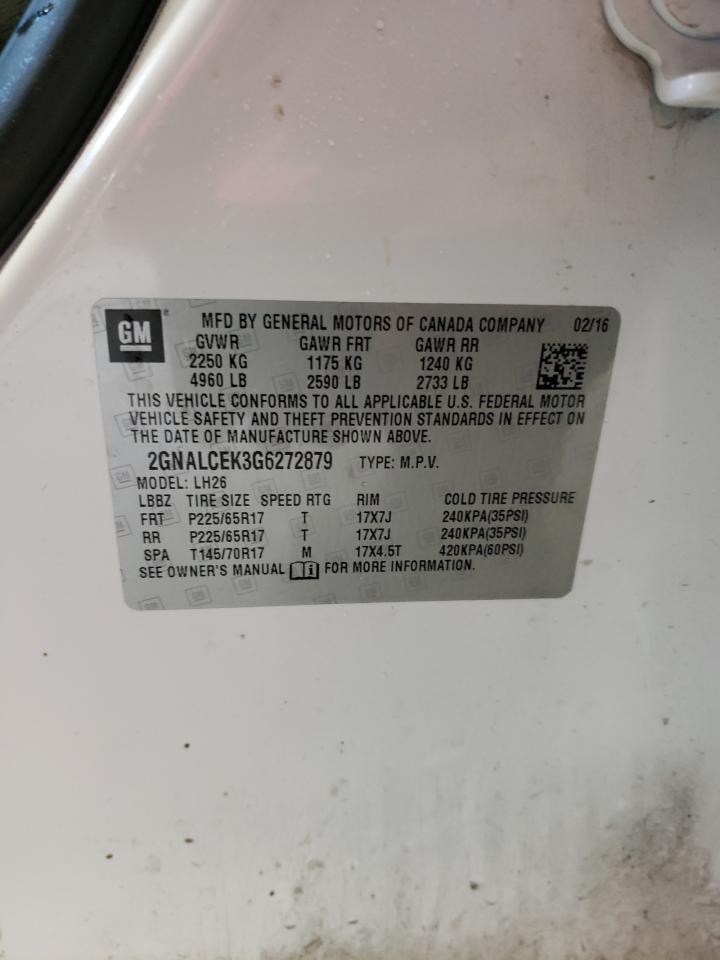 GM
MFD BY GENERAL MOTORS OF CANADA COMPANY 02/16
GVWR GAWR FRT GAWR RR
2250 KG 1175 KG 1240 KG
4960 LB 2590 LB 2733 LB
THIS VEHICLE CONFORMS TO ALL APPLICABLE U.S. FEDERAL MOTOR
VEHICLE SAFETY AND THEFT PREVENTION STANDARDS IN EFFECT ON
THE DATE OF MANUFACTURE SHOWN ABOVE.
2GNALCEK3G6272879 TYPE: M.P.V.
MODEL: LH26
LBBZ TIRE SIZE SPEED RTG RIM COLD TIRE PRESSURE
FRT P225/65R17 T 17X7J 240KPA(35PSI)
RR P225/65R17 T 17X7J 240KPA(35PSI)
SPA T145/70R17 M 17X4.5T 420KPA(60PSI)
SEE OWNER'S MANUAL FOR MORE INFORMATION.